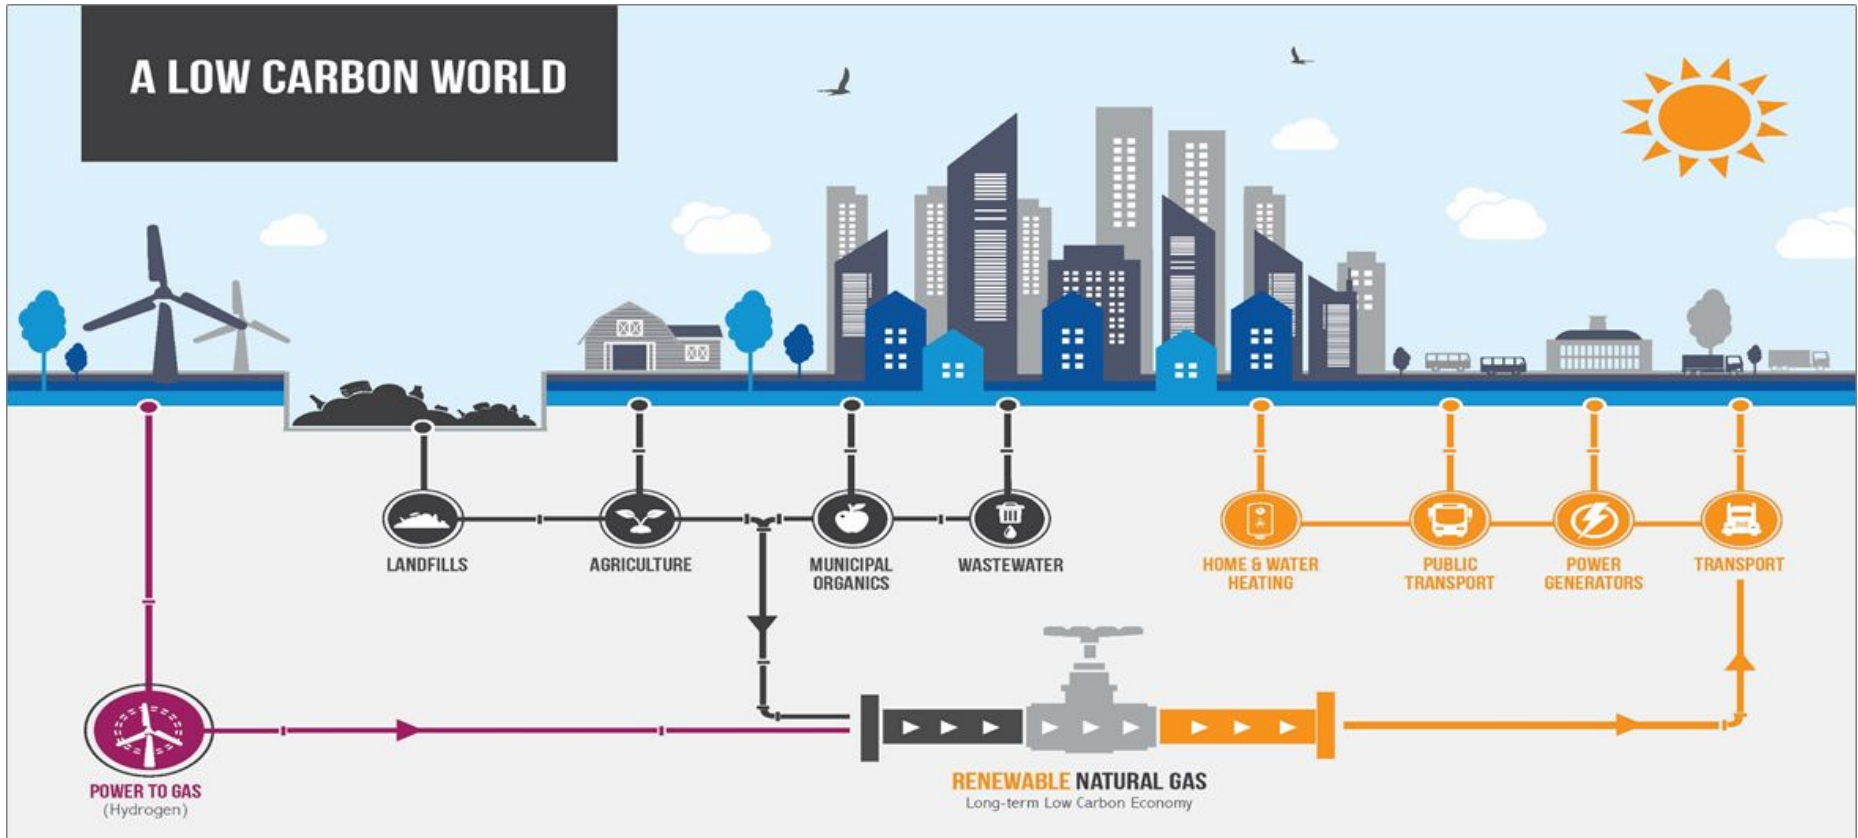 A LOW CARBON WORLD
LANDFILLS
AGRICULTURE
MUNICIPAL
ORGANICS
WASTEWATER
HOME & WATER
HEATING
PUBLIC
TRANSPORT
POWER
GENERATORS
TRANSPORT
POWER TO GAS
(Hydrogen)
RENEWABLE NATURAL GAS
Long-term Low Carbon Economy